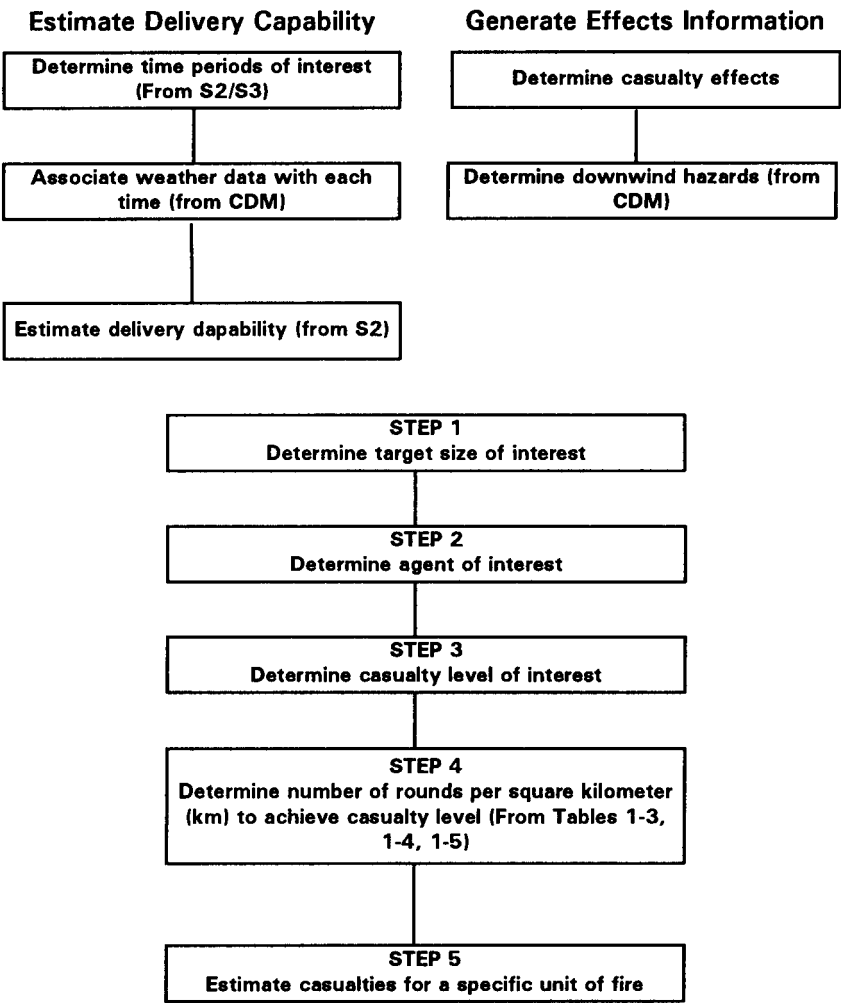 Estimate Delivery Capability
Determine time periods of interest
(From S2/S3)
Associate weather data with each
time (from CDM)
Estimate delivery dapability (from S2)
Generate Effects Information
Determine casualty effects
Determine downwind hazards (from
CDM)
STEP 1
Determine target size of interest
STEP 2
Determine agent of interest
STEP 3
Determine casualty level of interest
STEP 4
Determine number of rounds per square kilometer
(km) to achieve casualty level (From Tables 1-3,
1-4, 1-5)
STEP 5
Estimate casualties for a specific unit of fire